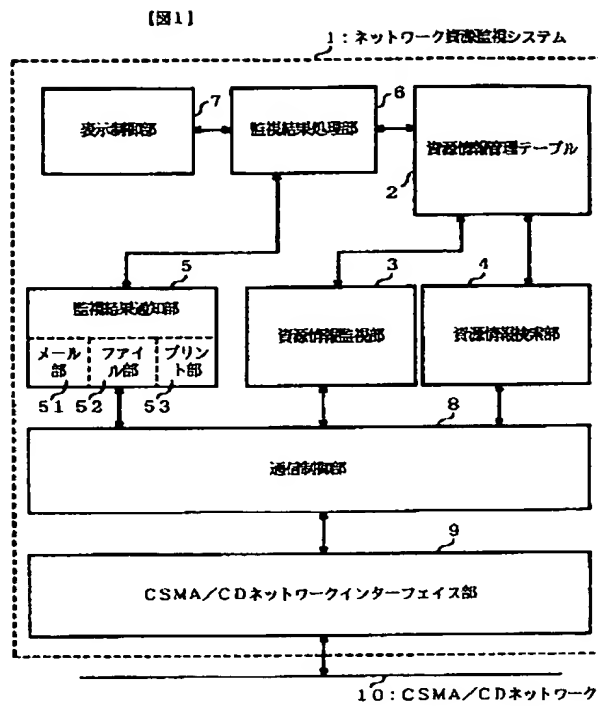 【図1】
1:ネットワーク資源監視システム
7
6
表示制御部
監視結果処理部
資源情報管理テーブル
2
5
3
4
監視結果通知部
資源情報監視部
資源情報検索部
メール部
ファイル部
プリント部
51
52
53
8
通信制御部
9
CSMA/CDネットワークインターフェイス部
10:CSMA/CDネットワーク